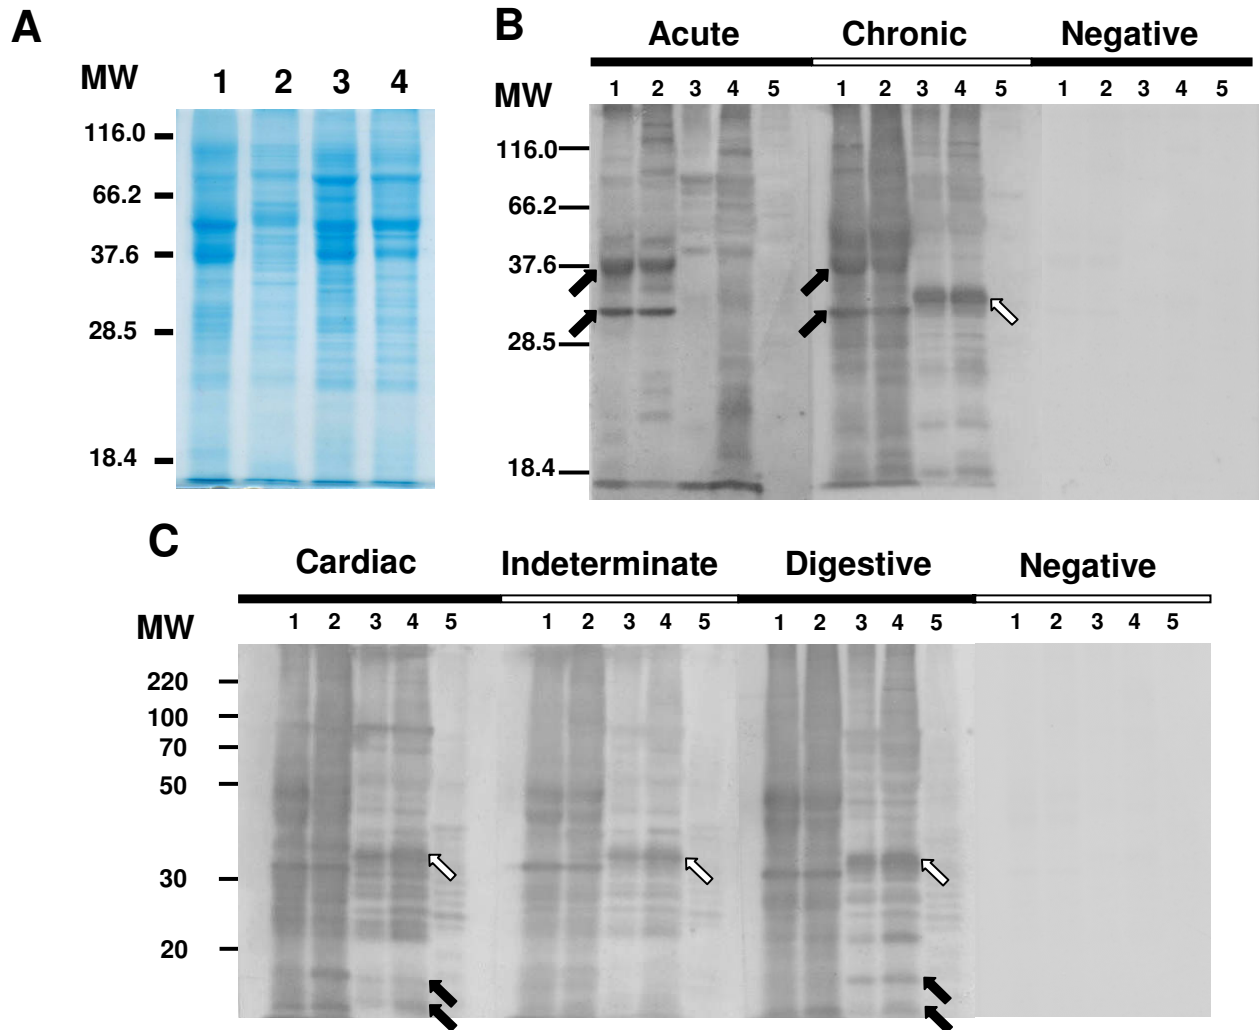 A
MW 1 2 3 4
116.0
66.2
37.6
28.5
18.4
B
Acute Chronic Negative
MW 1 2 3 4 5 1 2 3 4 5 1 2 3 4 5
116.0
66.2
37.6
28.5
18.4
C
Cardiac Indeterminate Digestive Negative
MW 1 2 3 4 5 1 2 3 4 5 1 2 3 4 5 1 2 3 4 5
220
100
70
50
30
20